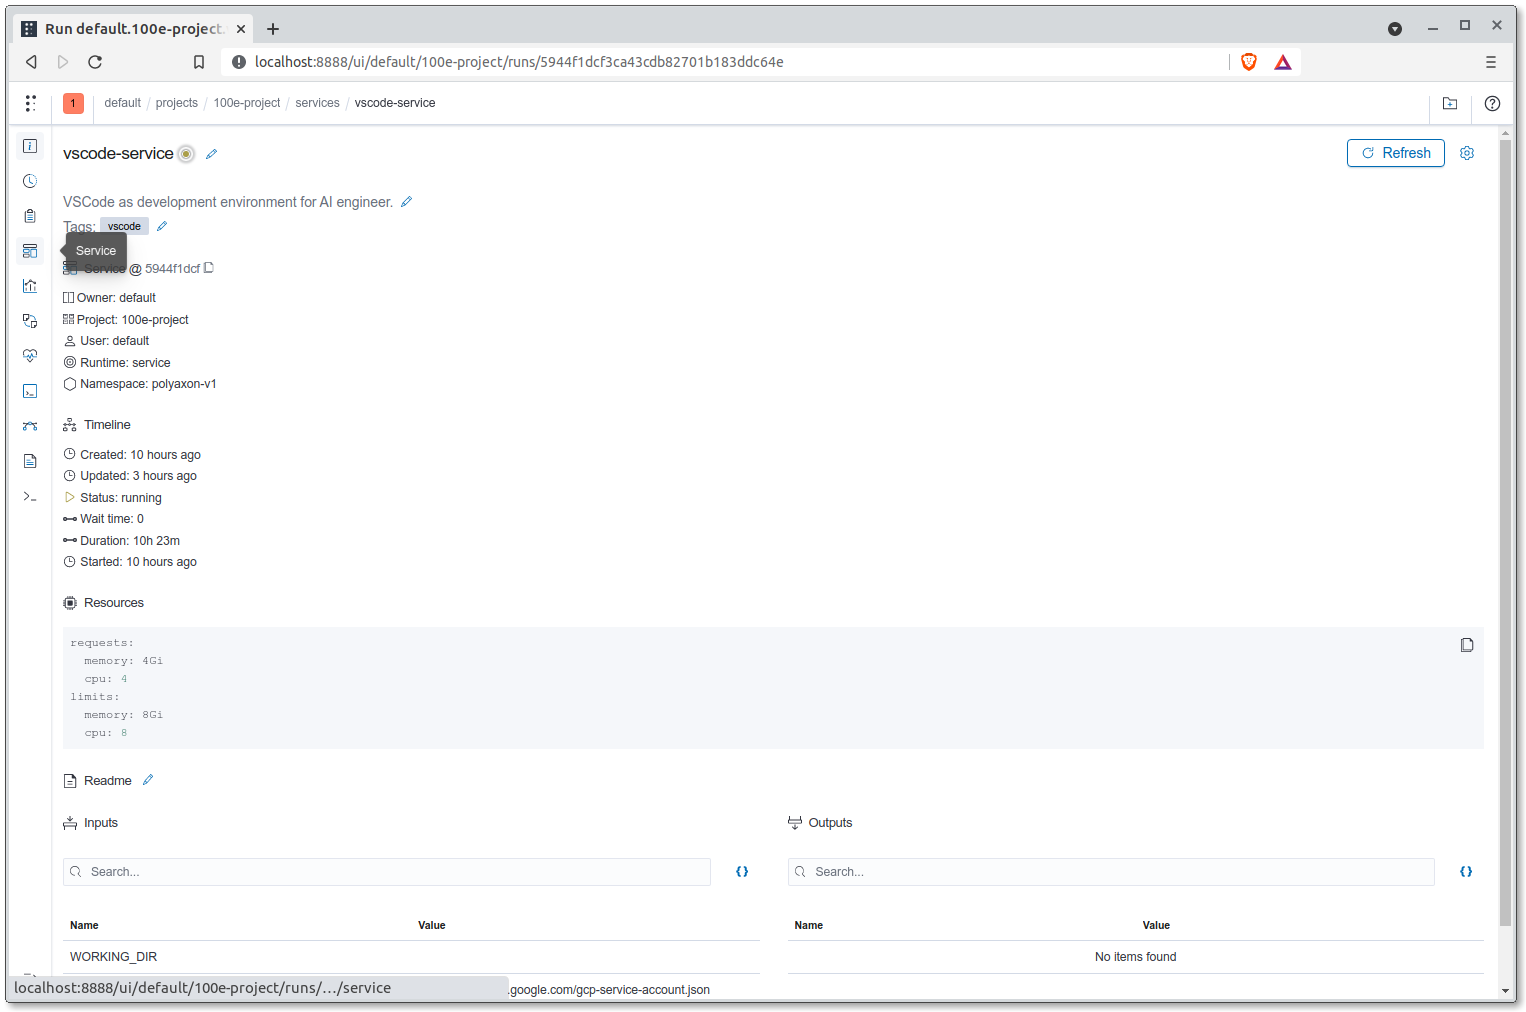 Run default.100e-project.
localhost:8888/ui/default/100e-project/runs/5944f1dcf3ca43cdb82701b183ddc64e
1 default / projects / 100e-project / services / vscode-service
vscode-service
Refresh
VSCode as development environment for AI engineer.
Tags: vscode
Service
Service @ 5944f1dcf
Owner: default
Project: 100e-project
User: default
Runtime: service
Namespace: polyaxon-v1
Timeline
Created: 10 hours ago
Updated: 3 hours ago
Status: running
Wait time: 0
Duration: 10h 23m
Started: 10 hours ago
Resources
requests:
memory: 4Gi
cpu: 4
limits:
memory: 8Gi
cpu: 8
Readme
Inputs
Outputs
Search...
Search...
Name Value
Name Value
WORKING_DIR
No items found
localhost:8888/ui/default/100e-project/runs/…/service
.google.com/gcp-service-account.json